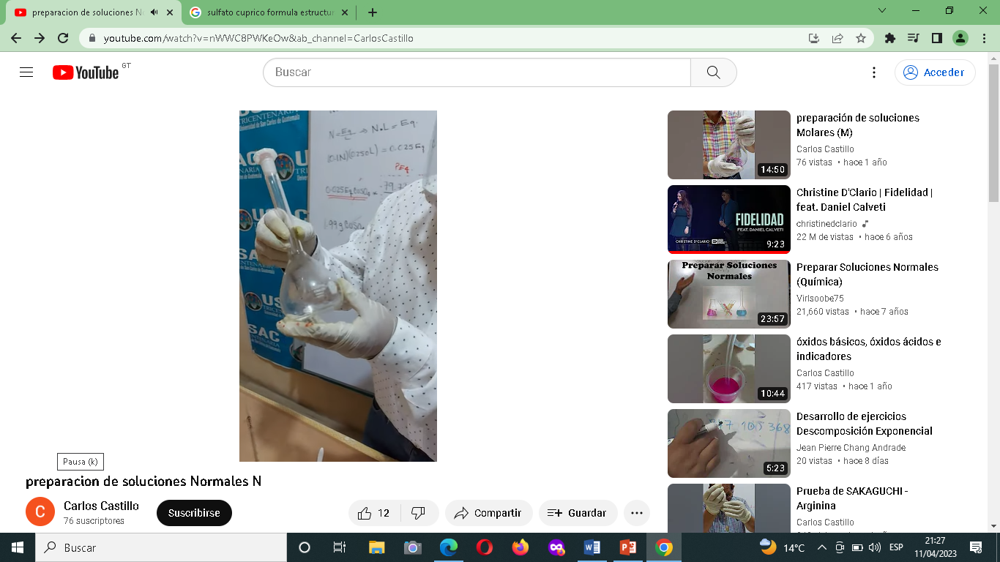 preparacion de soluciones N
sulfato cuprico formula estructur
youtube.com/watch?v=nWWC8PWKeOw&ab_channel=CarlosCastillo
YouTube GT
Buscar
Acceder
TRICENTENARIA
Universidad de San Carlos de Guatemala
N=Eq/L → N·L = Eq.
(0.1N)(0.250L) = 0.025Eq
PEq.
0.025Eq CuSO4 =
1.99g CuSO4
preparación de soluciones
Molares (M)
Carlos Castillo
76 vistas • hace 1 año
14:50
Christine D'Clario | Fidelidad |
feat. Daniel Calveti
christinedclario
22 M de vistas • hace 6 años
FIDELIDAD
FEAT. DANIEL CALVETI
CHRISTINE D'CLARIO
9:23
Preparar Soluciones
Normales
23:57
Preparar Soluciones Normales
(Química)
Virlsoobe75
21,660 vistas • hace 7 años
óxidos básicos, óxidos ácidos e
indicadores
Carlos Castillo
417 vistas • hace 1 año
10:44
Desarrollo de ejercicios
Descomposición Exponencial
Jean Pierre Chang Andrade
20 vistas • hace 8 días
5:23
Prueba de SAKAGUCHI -
Arginina
Carlos Castillo
Pausa (k)
preparacion de soluciones Normales N
C
Carlos Castillo
76 suscriptores
Suscribirse
12
Compartir
Guardar
Buscar
14°C
ESP
21:27
11/04/2023